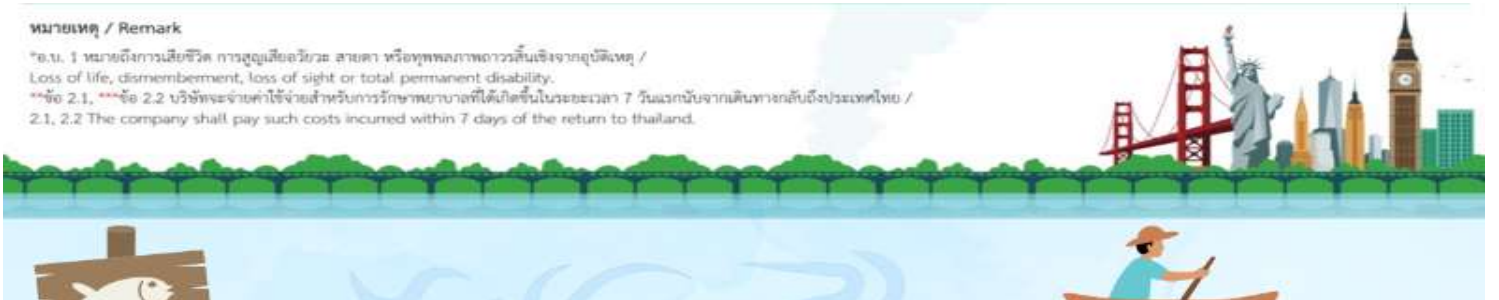 หมายเหตุ / Remark
*อ.บ. 1 หมายถึงการเสียชีวิต การสูญเสียอวัยวะ สายตา หรือทุพพลภาพถาวรสิ้นเชิงจากอุบัติเหตุ /
Loss of life, dismemberment, loss of sight or total permanent disability.
**ข้อ 2.1, ***ข้อ 2.2 บริษัทจะจ่ายค่าใช้จ่ายสำหรับการรักษาพยาบาลที่ได้เกิดขึ้นในระยะเวลา 7 วันแรกนับจากเดินทางกลับถึงประเทศไทย /
2.1, 2.2 The company shall pay such costs incurred within 7 days of the return to thailand.